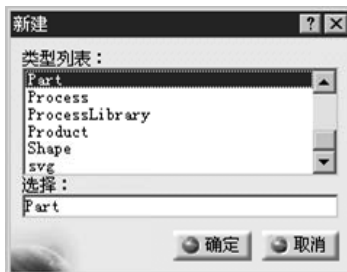 新建
类型列表：
Part
Process
ProcessLibrary
Product
Shape
svg
选择：
Part
确定
取消